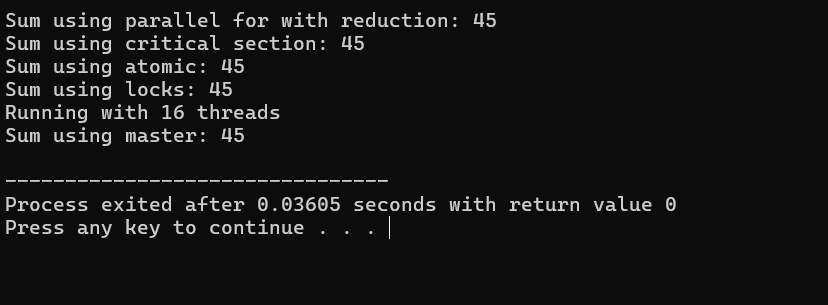 Sum using parallel for with reduction: 45
Sum using critical section: 45
Sum using atomic: 45
Sum using locks: 45
Running with 16 threads
Sum using master: 45
--------------------------------
Process exited after 0.03605 seconds with return value 0
Press any key to continue . . .